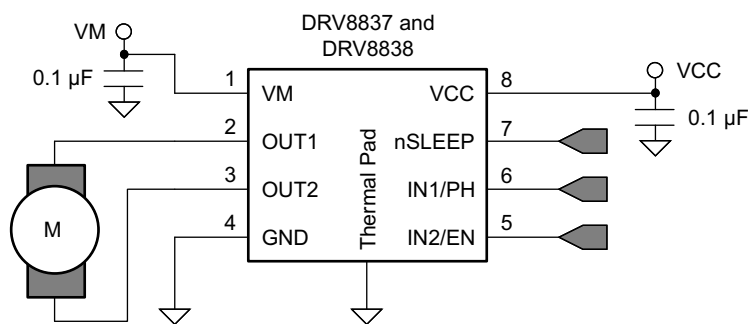 DRV8837 and
DRV8838
VM
0.1 µF
VCC
0.1 µF
1
VM
VCC
8
2
OUT1
nSLEEP
7
3
OUT2
IN1/PH
6
4
GND
IN2/EN
5
Thermal Pad
M